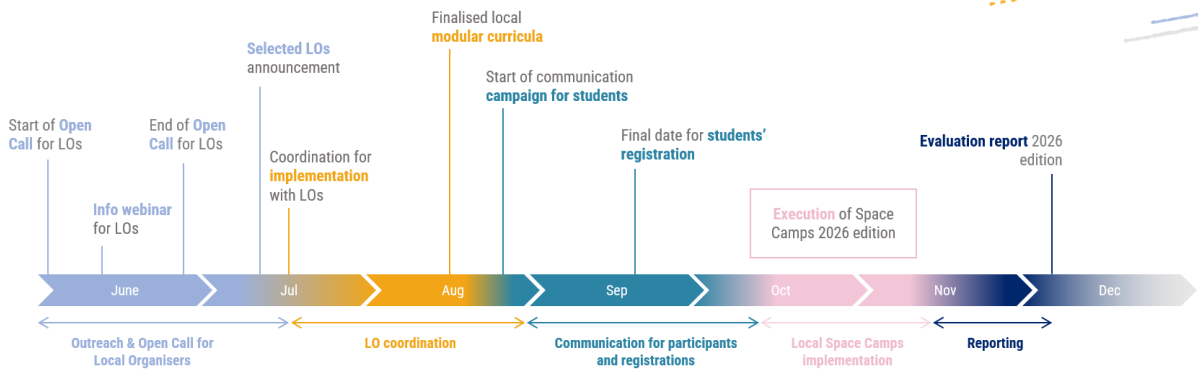 Finalised local
modular curricula
Selected LOs
announcement
Start of communication
campaign for students
Start of Open
Call for LOs
End of Open
Call for LOs
Final date for students’
registration
Evaluation report 2026
edition
Coordination for
implementation
with LOs
Info webinar
for LOs
Execution of Space
Camps 2026 edition
June
Jul
Aug
Sep
Oct
Nov
Dec
Outreach & Open Call for
Local Organisers
LO coordination
Communication for participants
and registrations
Local Space Camps
implementation
Reporting